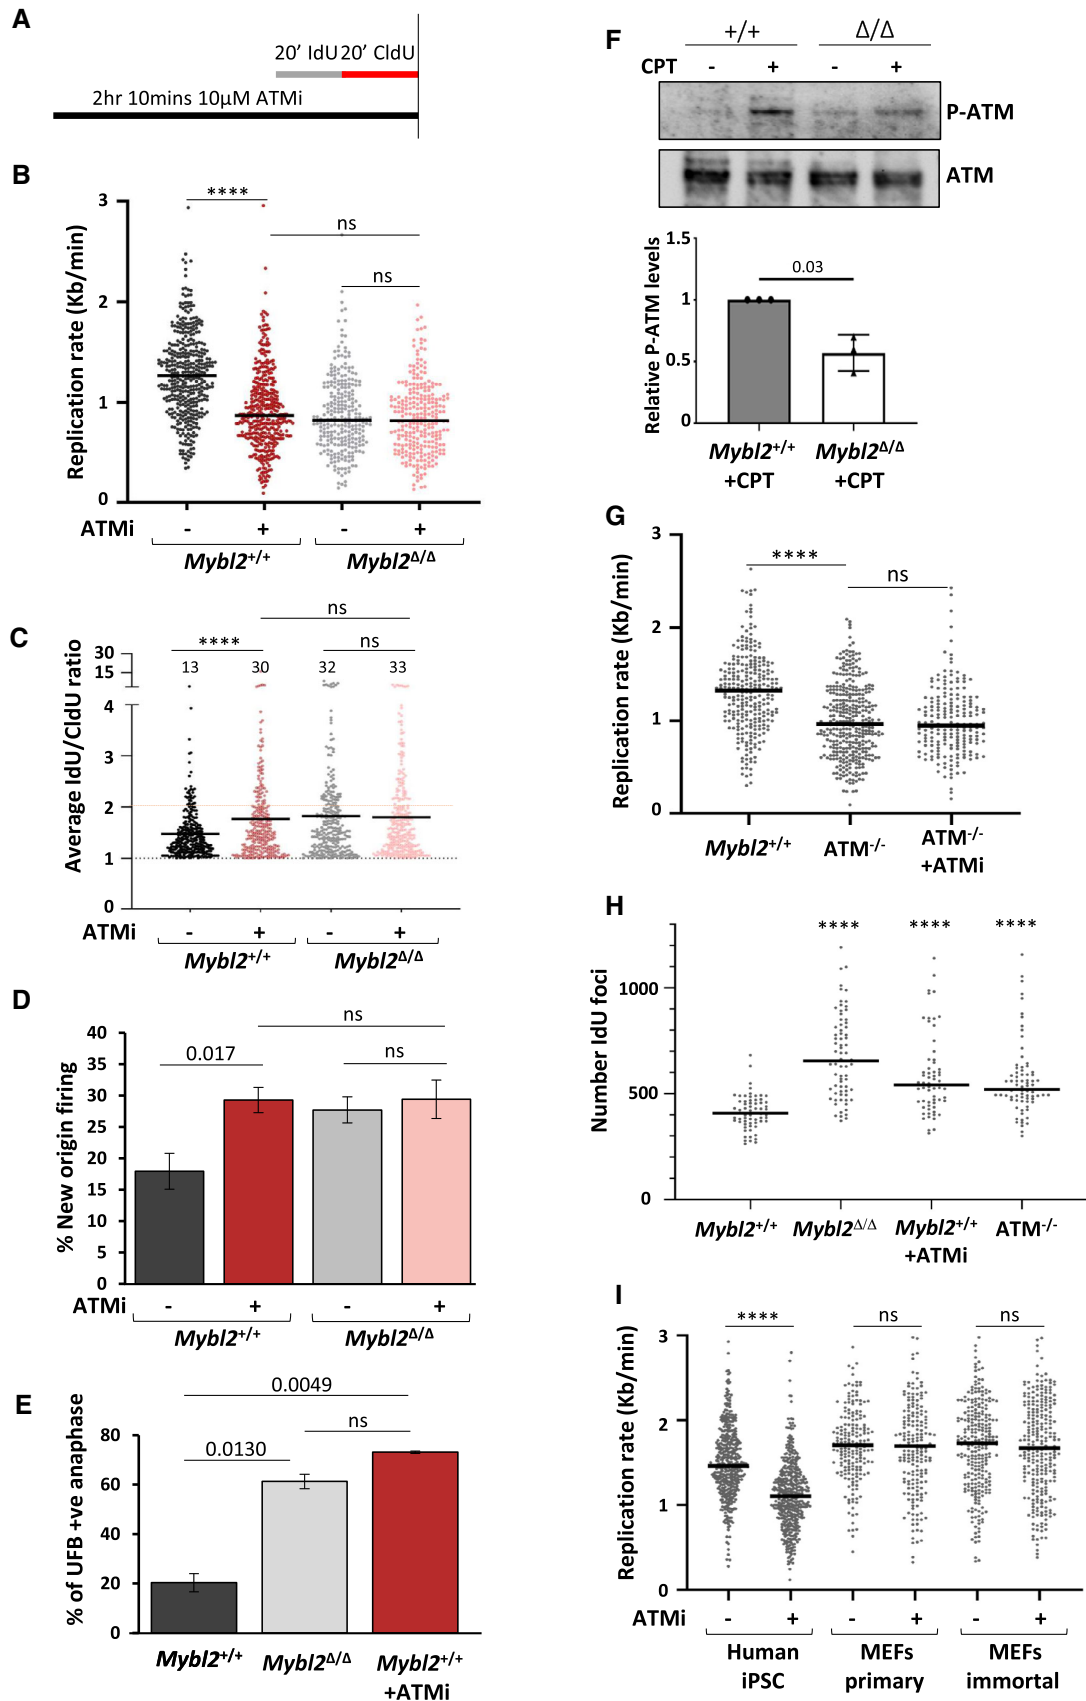 A
20' IdU 20' CldU
2hr 10mins 10µM ATMi
B
Replication rate (Kb/min)
3
2
1
0
****
ns
ns
ATMi - + - +
Mybl2+/+ Mybl2Δ/Δ
C
Average IdU/CldU ratio
30
15
4
3
2
1
0
****
ns
ns
13 30 32 33
ATMi - + - +
Mybl2+/+ Mybl2Δ/Δ
D
% New origin firing
40
35
30
25
20
15
10
5
0
0.017
ns
ns
ATMi - + - +
Mybl2+/+ Mybl2Δ/Δ
E
% of UFB +ve anaphase
80
60
40
20
0
0.0049
0.0130
ns
Mybl2+/+ Mybl2Δ/Δ Mybl2+/+
+ATMi
F
+/+ Δ/Δ
CPT - + - +
P-ATM
ATM
Relative P-ATM levels
1.5
1
0.5
0
0.03
Mybl2+/+ Mybl2Δ/Δ
+CPT +CPT
G
Replication rate (Kb/min)
3
2
1
0
****
ns
Mybl2+/+ ATM-/- ATM-/-
+ATMi
H
Number IdU foci
1000
500
0
**** **** ****
Mybl2+/+ Mybl2Δ/Δ Mybl2+/+ ATM-/-
+ATMi
I
Replication rate (Kb/min)
3
2
1
0
**** ns ns
ATMi - + - + - +
Human MEFs MEFs
iPSC primary immortal